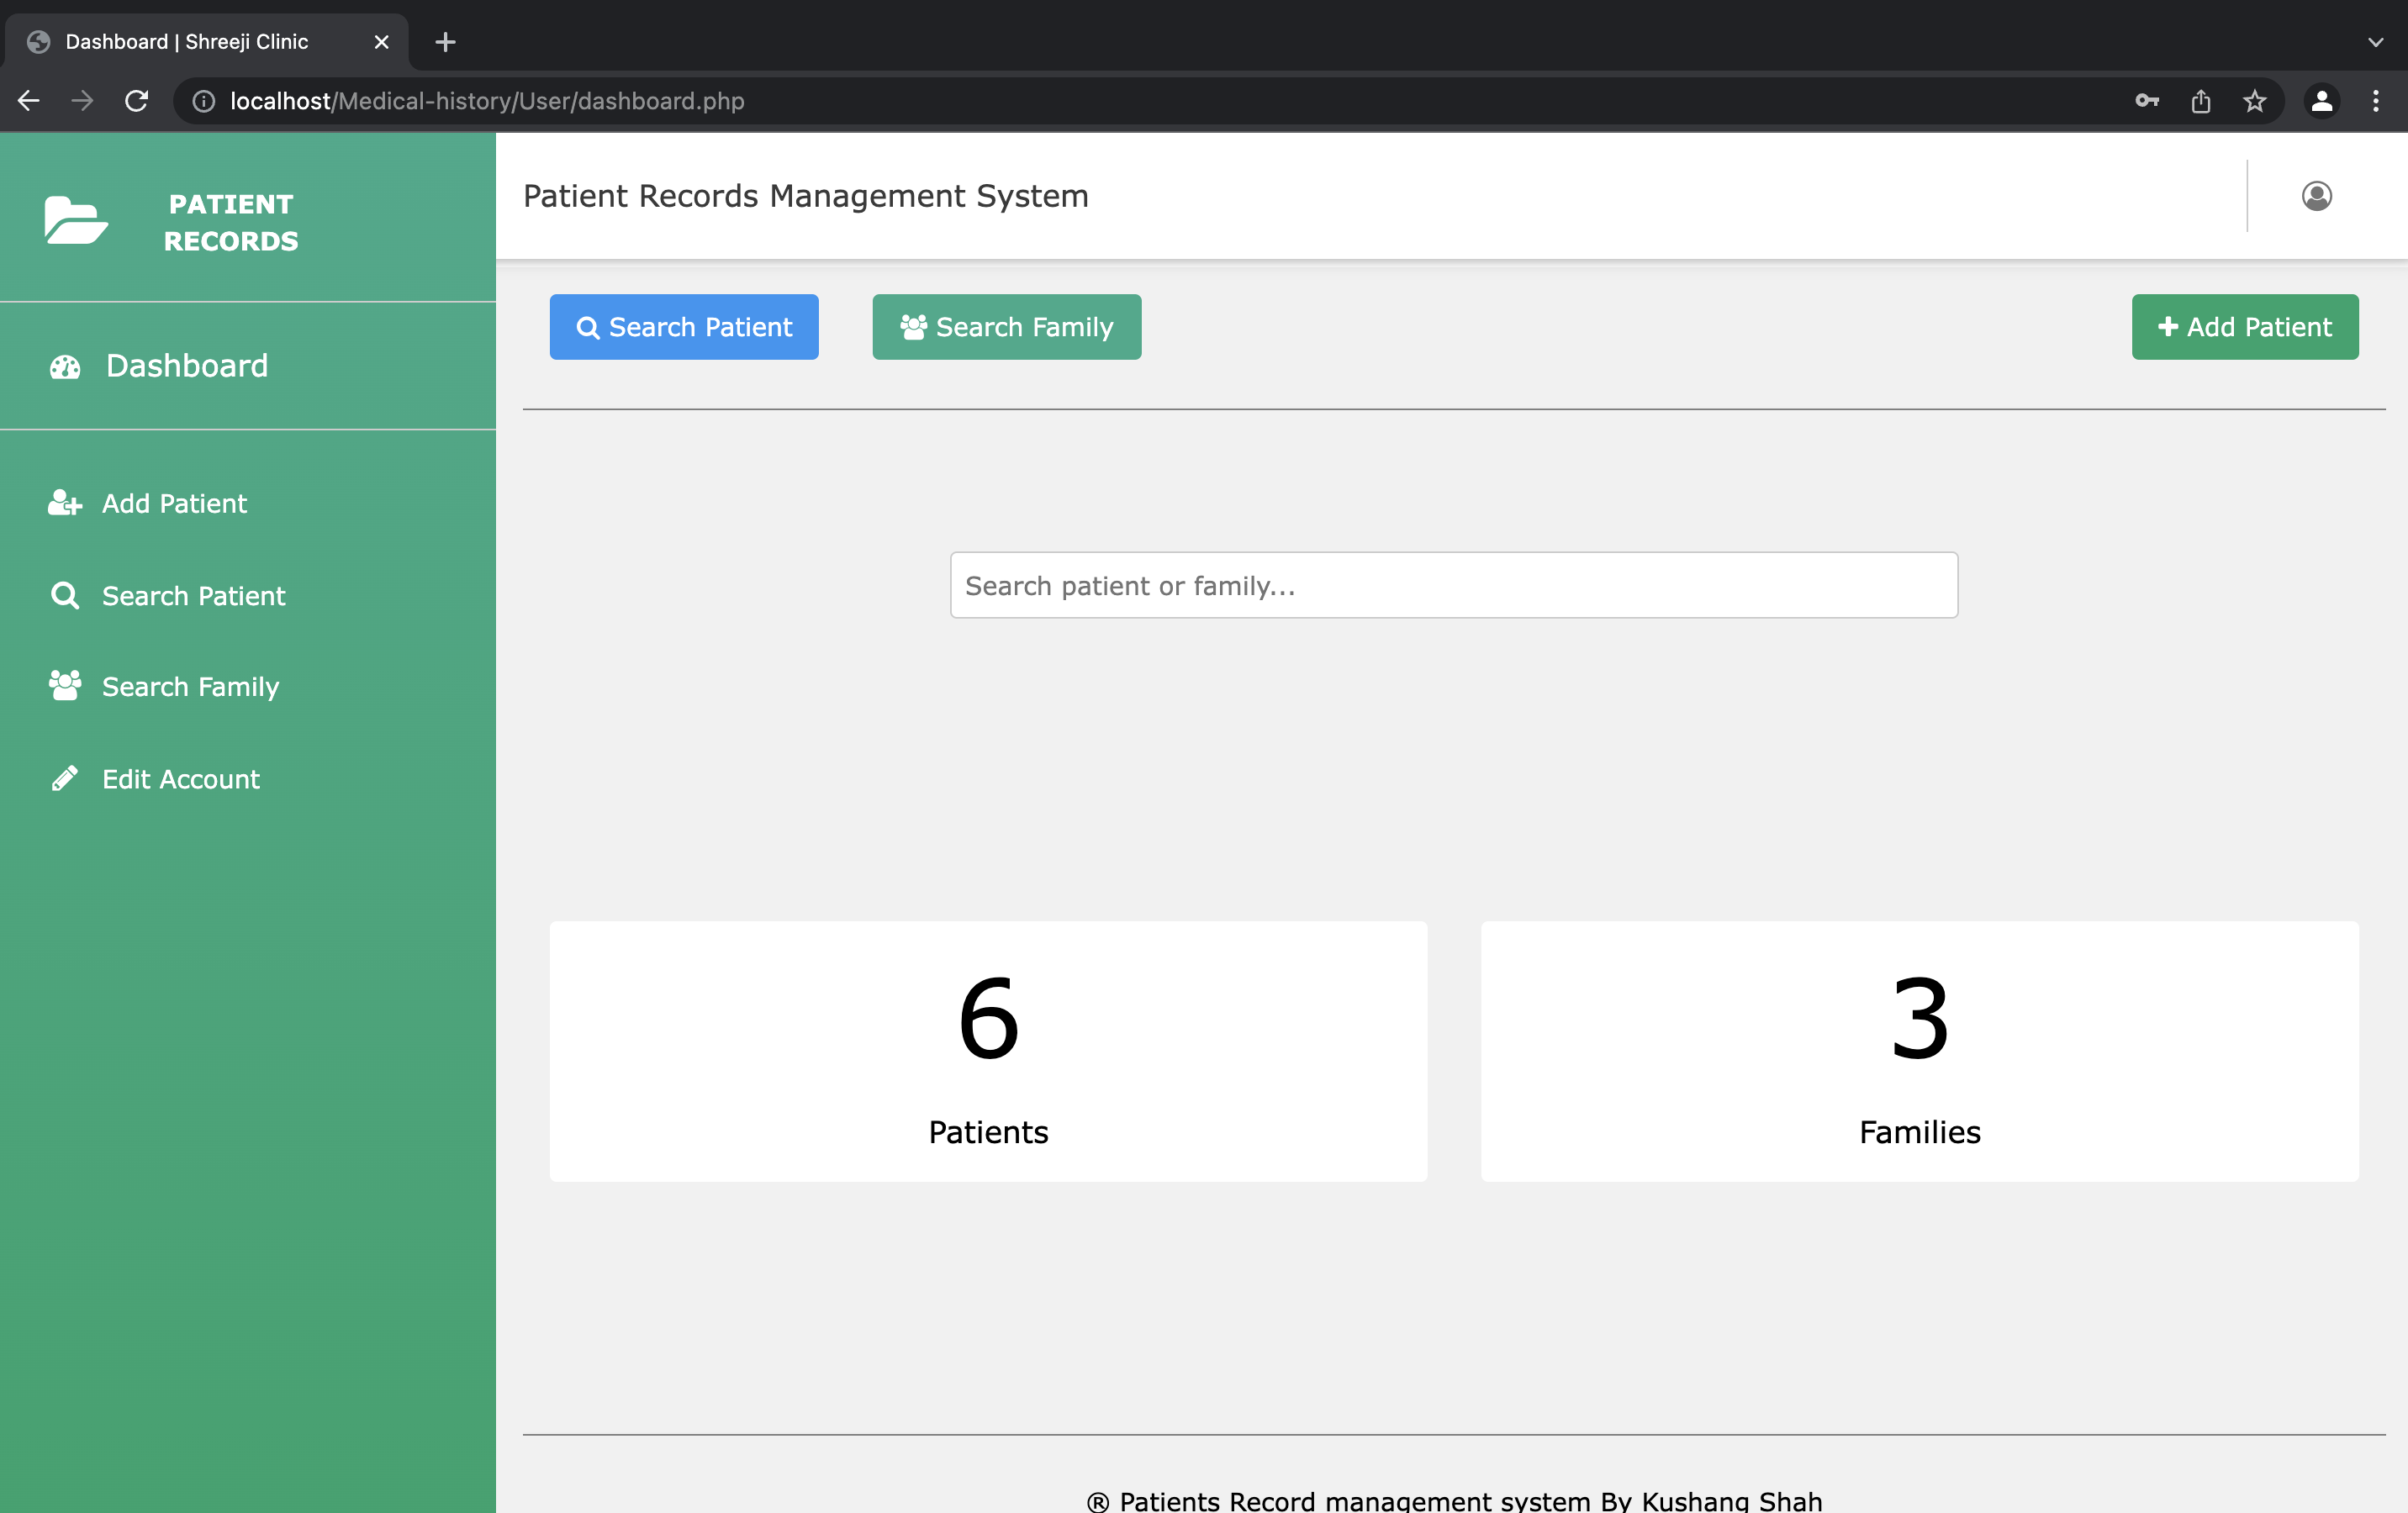 Dashboard | Shreeji Clinic
localhost/Medical-history/User/dashboard.php
PATIENT
RECORDS
Dashboard
Add Patient
Search Patient
Search Family
Edit Account
Patient Records Management System
Search Patient
Search Family
Add Patient
Search patient or family...
6
Patients
3
Families
® Patients Record management system By Kushang Shah